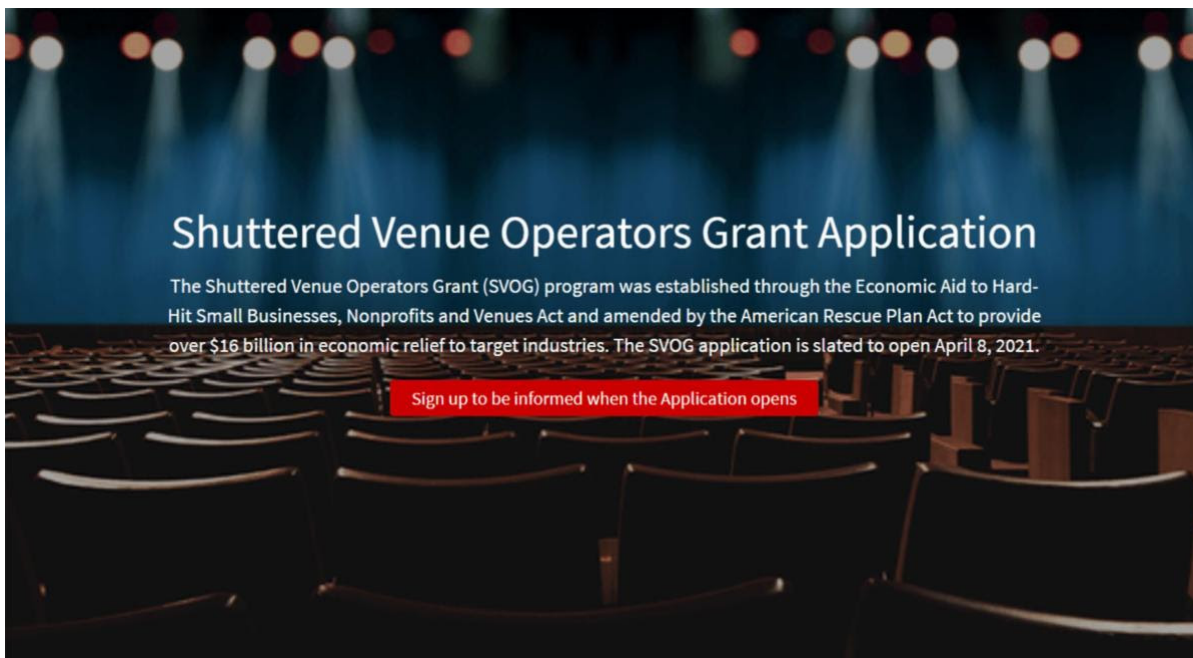 Shuttered Venue Operators Grant Application
The Shuttered Venue Operators Grant (SVOG) program was established through the Economic Aid to Hard-
Hit Small Businesses, Nonprofits and Venues Act and amended by the American Rescue Plan Act to provide
over $16 billion in economic relief to target industries. The SVOG application is slated to open April 8, 2021.
Sign up to be informed when the Application opens